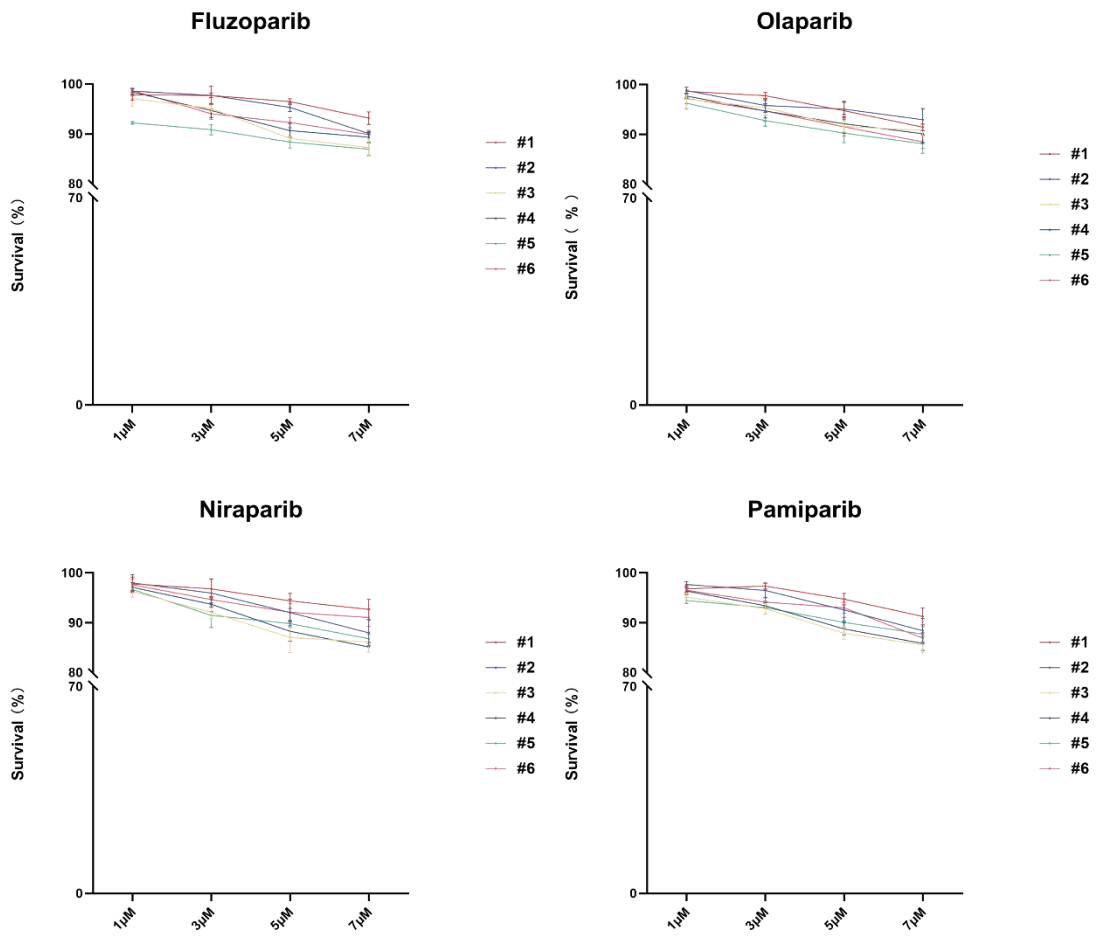 Fluzoparib
Survival (%)
100
90
80
70
0
1μM
3μM
5μM
7μM
#1
#2
#3
#4
#5
#6
Olaparib
Survival ( %)
100
90
80
70
0
1μM
3μM
5μM
7μM
#1
#2
#3
#4
#5
#6
Niraparib
Survival (%)
100
90
80
70
0
1μM
3μM
5μM
7μM
#1
#2
#3
#4
#5
#6
Pamiparib
Survival (%)
100
90
80
70
0
1μM
3μM
5μM
7μM
#1
#2
#3
#4
#5
#6